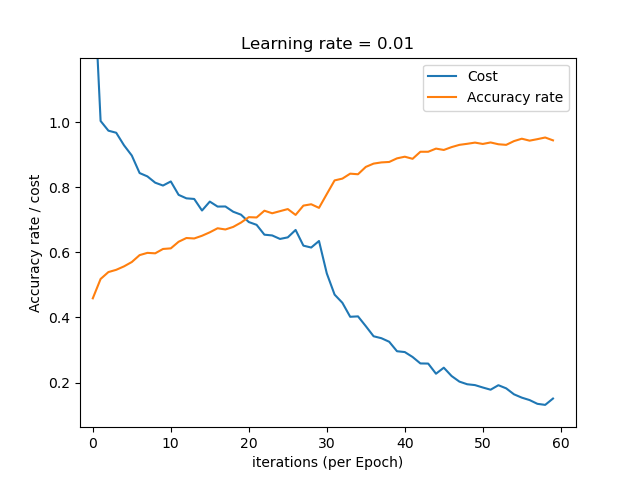 Learning rate = 0.01
Cost
Accuracy rate
1.0
0.8
0.6
0.4
0.2
Accuracy rate / cost
0 10 20 30 40 50 60
iterations (per Epoch)